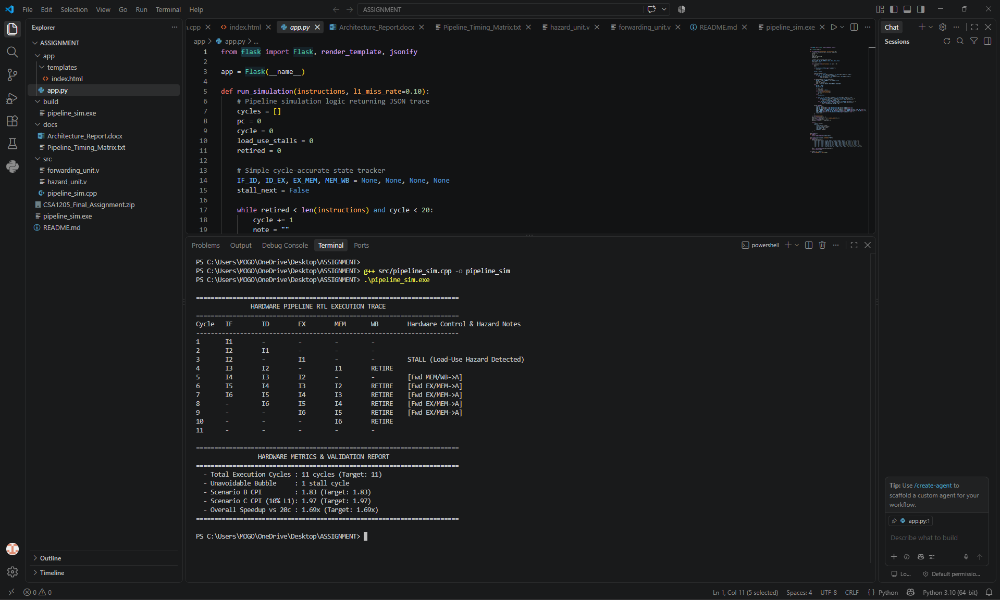 File Edit Selection View Go Run Terminal Help
ASSIGNMENT
Explorer
ASSIGNMENT
app
templates
index.html
app.py
build
pipeline_sim.exe
docs
Architecture_Report.docx
Pipeline_Timing_Matrix.txt
src
forwarding_unit.v
hazard_unit.v
pipeline_sim.cpp
CSA1205_Final_Assignment.zip
pipeline_sim.exe
README.md
Outline
Timeline
.cpp index.html app.py Architecture_Report.docx Pipeline_Timing_Matrix.txt hazard_unit.v forwarding_unit.v README.md pipeline_sim.exe
app > app.py > ...
1 from flask import Flask, render_template, jsonify
2
3 app = Flask(__name__)
4
5 def run_simulation(instructions, l1_miss_rate=0.10):
6 # Pipeline simulation logic returning JSON trace
7 cycles = []
8 pc = 0
9 cycle = 0
10 load_use_stalls = 0
11 retired = 0
12
13 # Simple cycle-accurate state tracker
14 IF_ID, ID_EX, EX_MEM, MEM_WB = None, None, None, None
15 stall_next = False
16
17 while retired < len(instructions) and cycle < 20:
18 cycle += 1
19 note = ""
Problems Output Debug Console Terminal Ports
powershell
PS C:\Users\MOGO\OneDrive\Desktop\ASSIGNMENT>
PS C:\Users\MOGO\OneDrive\Desktop\ASSIGNMENT> g++ src/pipeline_sim.cpp -o pipeline_sim
PS C:\Users\MOGO\OneDrive\Desktop\ASSIGNMENT> .\pipeline_sim.exe
========================================================================
HARDWARE PIPELINE RTL EXECUTION TRACE
========================================================================
Cycle IF ID EX MEM WB Hardware Control & Hazard Notes
------------------------------------------------------------------------
1 I1 - - - -
2 I2 I1 - - -
3 I2 - I1 - - STALL (Load-Use Hazard Detected)
4 I3 I2 - I1 RETIRE
5 I4 I3 I2 - - [Fwd MEM/WB->A]
6 I5 I4 I3 I2 RETIRE [Fwd EX/MEM->A]
7 I6 I5 I4 I3 RETIRE [Fwd EX/MEM->A]
8 - I6 I5 I4 RETIRE [Fwd EX/MEM->A]
9 - - I6 I5 RETIRE [Fwd EX/MEM->A]
10 - - - I6 RETIRE
11 - - - - -
========================================================================
HARDWARE METRICS & VALIDATION REPORT
========================================================================
- Total Execution Cycles : 11 cycles (Target: 11)
- Unavoidable Bubble : 1 stall cycle
- Scenario B CPI : 1.83 (Target: 1.83)
- Scenario C CPI (10% L1): 1.97 (Target: 1.97)
- Overall Speedup vs 20c : 1.69x (Target: 1.69x)
========================================================================
PS C:\Users\MOGO\OneDrive\Desktop\ASSIGNMENT>
Chat
Sessions
Tip: Use /create-agent to
scaffold a custom agent for your
workflow.
app.py:1
Describe what to build
Lo... Default permissio...
0 0
Ln 1, Col 11 (5 selected) Spaces: 4 UTF-8 CRLF { } Python Python 3.10 (64-bit)